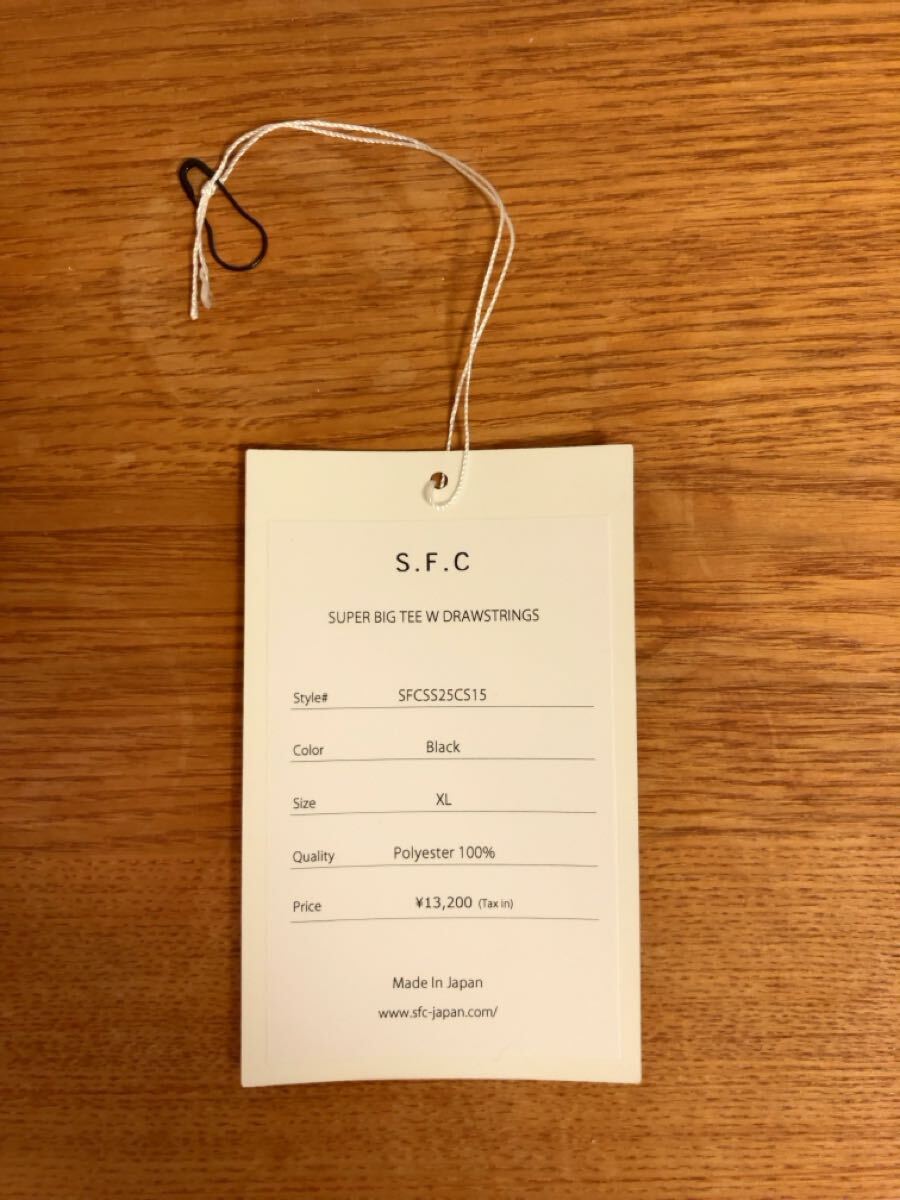 S.F.C
SUPER BIG TEE W DRAWSTRINGS
Style# SFCSS25CS15
Color Black
Size XL
Quality Polyester 100%
Price ¥13,200 (Tax in)
Made In Japan
www.sfc-japan.com/